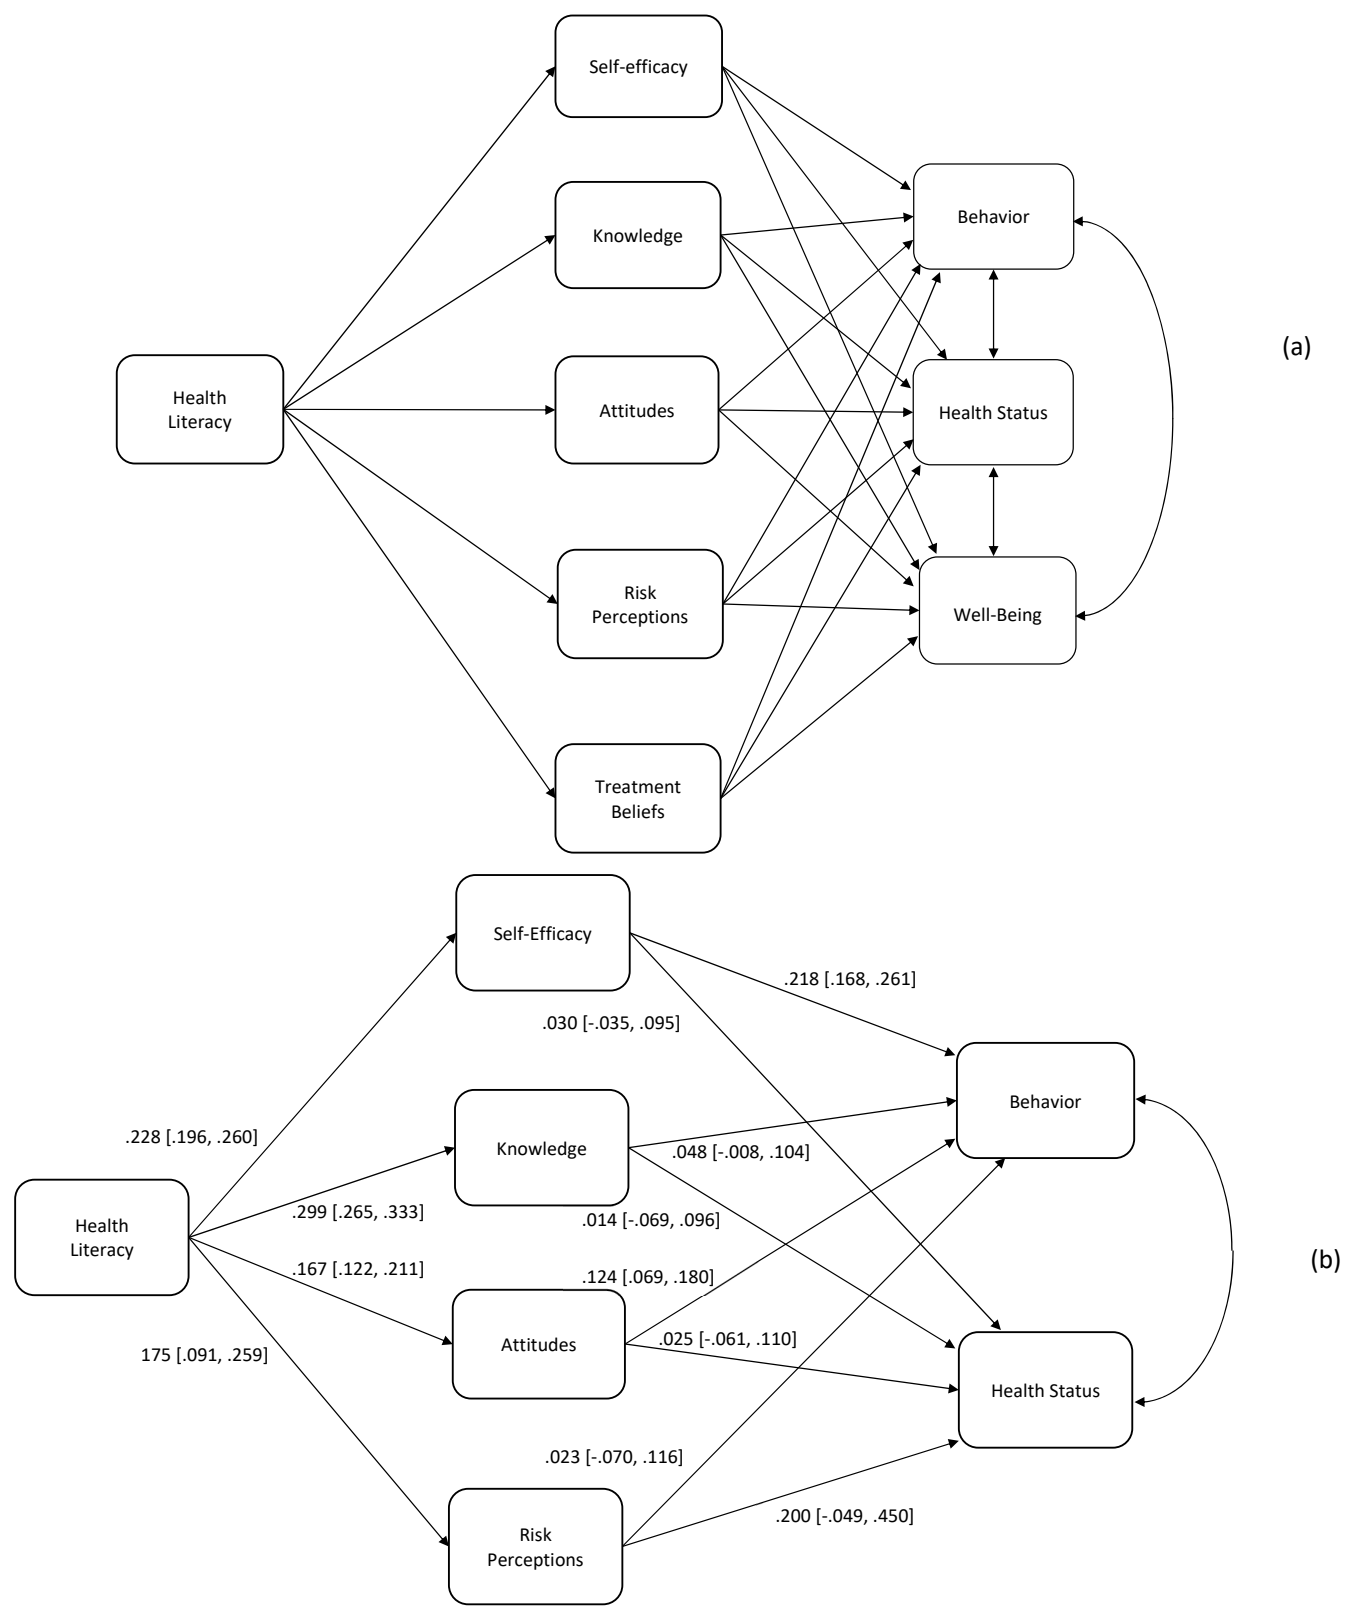 Self-efficacy
Knowledge
Behavior
(a)
Health
Literacy
Attitudes
Health Status
Risk
Perceptions
Well-Being
Treatment
Beliefs
Self-Efficacy
.218 [.168, .261]
.030 [-.035, .095]
Behavior
.228 [.196, .260]
Knowledge
.048 [-.008, .104]
Health
Literacy
.299 [.265, .333]
.014 [-.069, .096]
(b)
.167 [.122, .211]
.124 [.069, .180]
Attitudes
.025 [-.061, .110]
175 [.091, .259]
Health Status
.023 [-.070, .116]
.200 [-.049, .450]
Risk
Perceptions